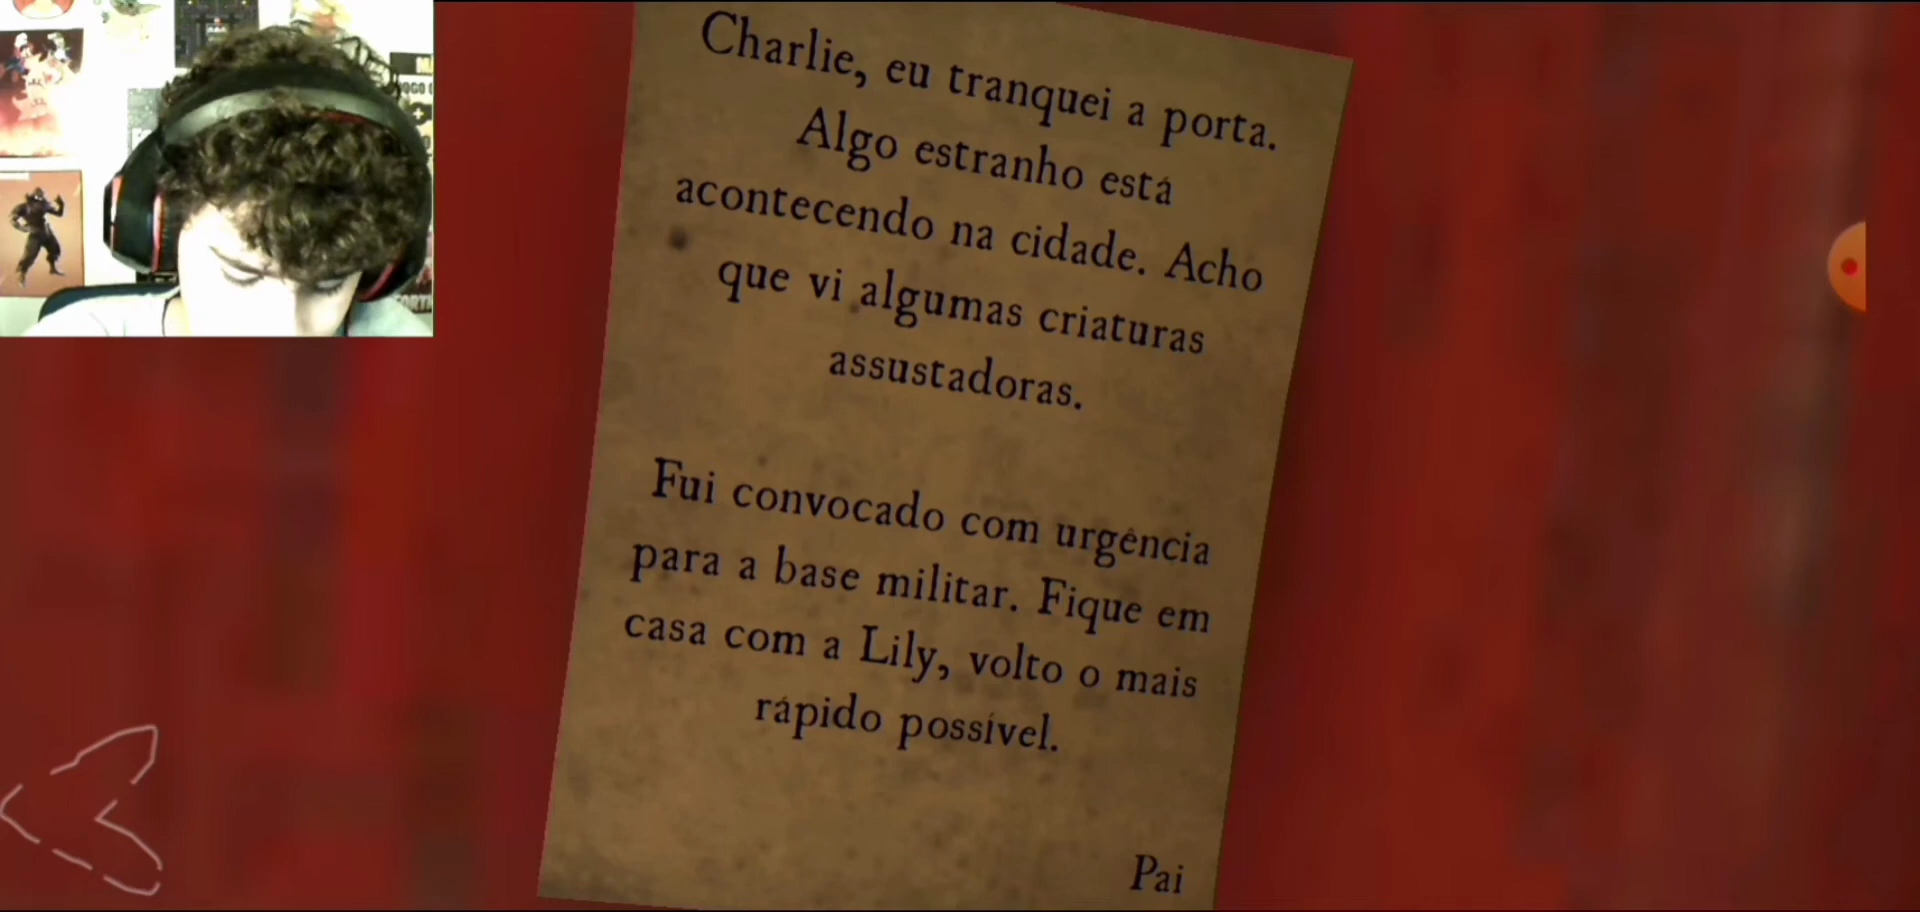 Charlie, eu tranquei a porta.
Algo estranho está
acontecendo na cidade. Acho
que vi algumas criaturas
assustadoras.
Fui convocado com urgência
para a base militar. Fique em
casa com a Lily, volto o mais
rápido possível.
Pai